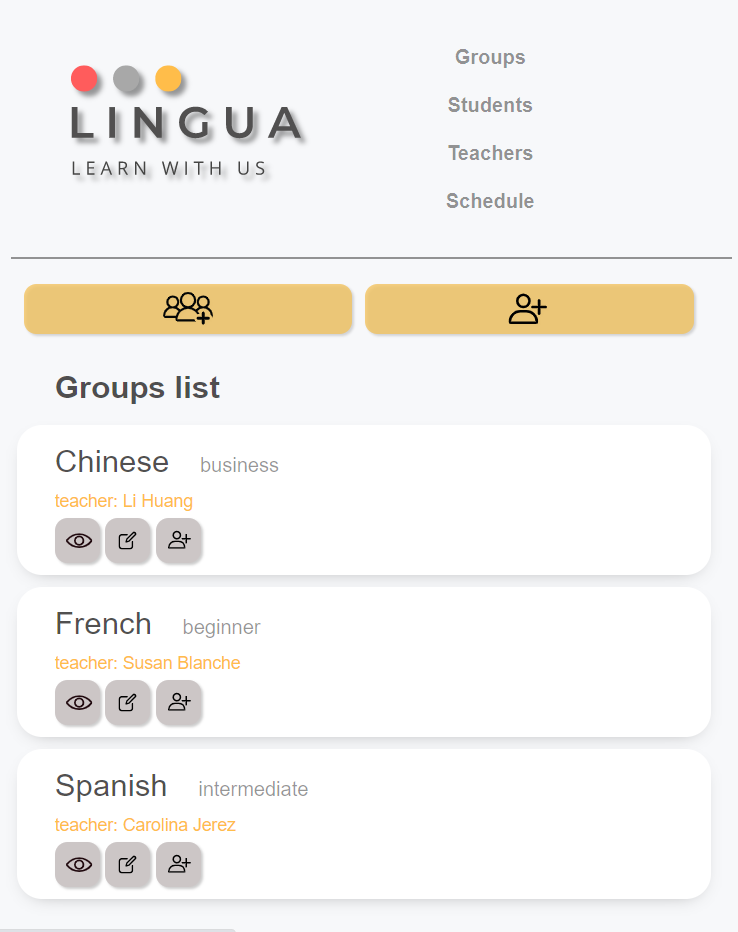 LINGUA
LEARN WITH US
Groups
Students
Teachers
Schedule
Groups list
Chinese business
teacher: Li Huang
French beginner
teacher: Susan Blanche
Spanish intermediate
teacher: Carolina Jerez